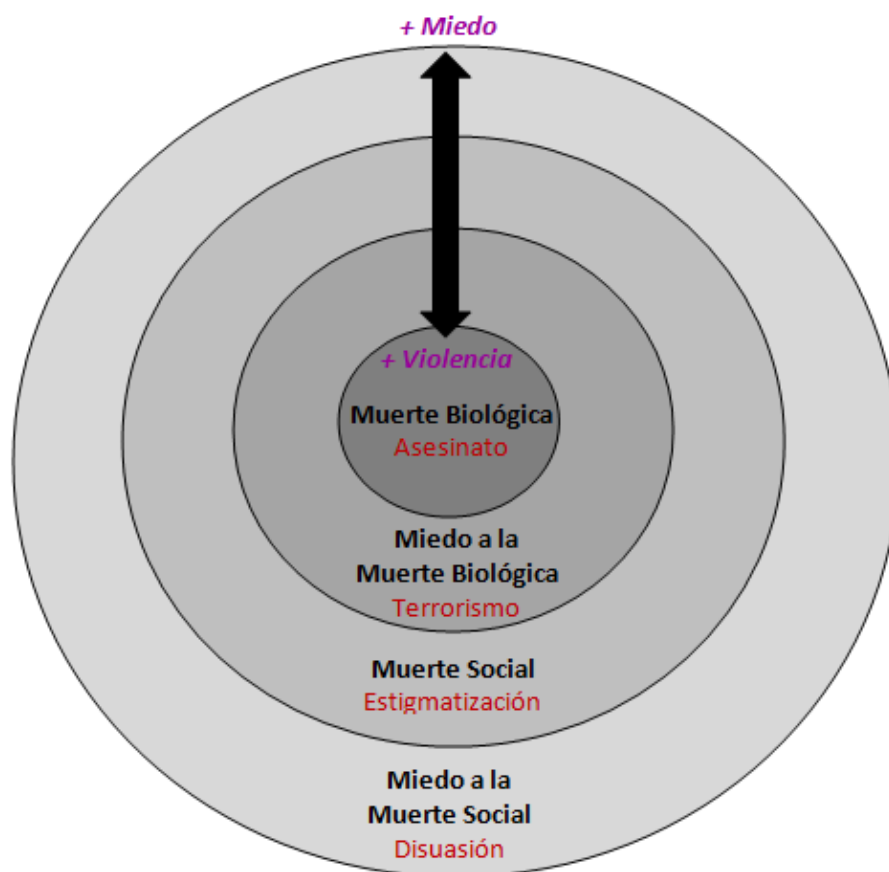 + Miedo
+ Violencia
Muerte Biológica
Asesinato
Miedo a la
Muerte Biológica
Terrorismo
Muerte Social
Estigmatización
Miedo a la
Muerte Social
Disuasión